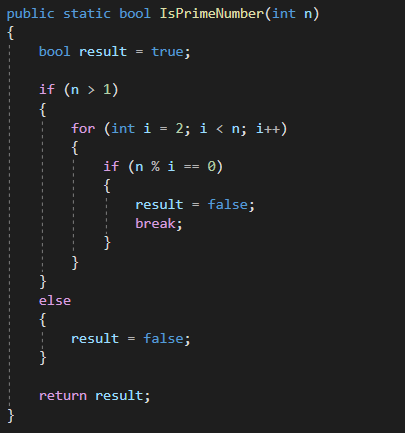 public static bool IsPrimeNumber(int n)
{
    bool result = true;

    if (n > 1)
    {
        for (int i = 2; i < n; i++)
        {
            if (n % i == 0)
            {
                result = false;
                break;
            }
        }
    }
    else
    {
        result = false;
    }

    return result;
}